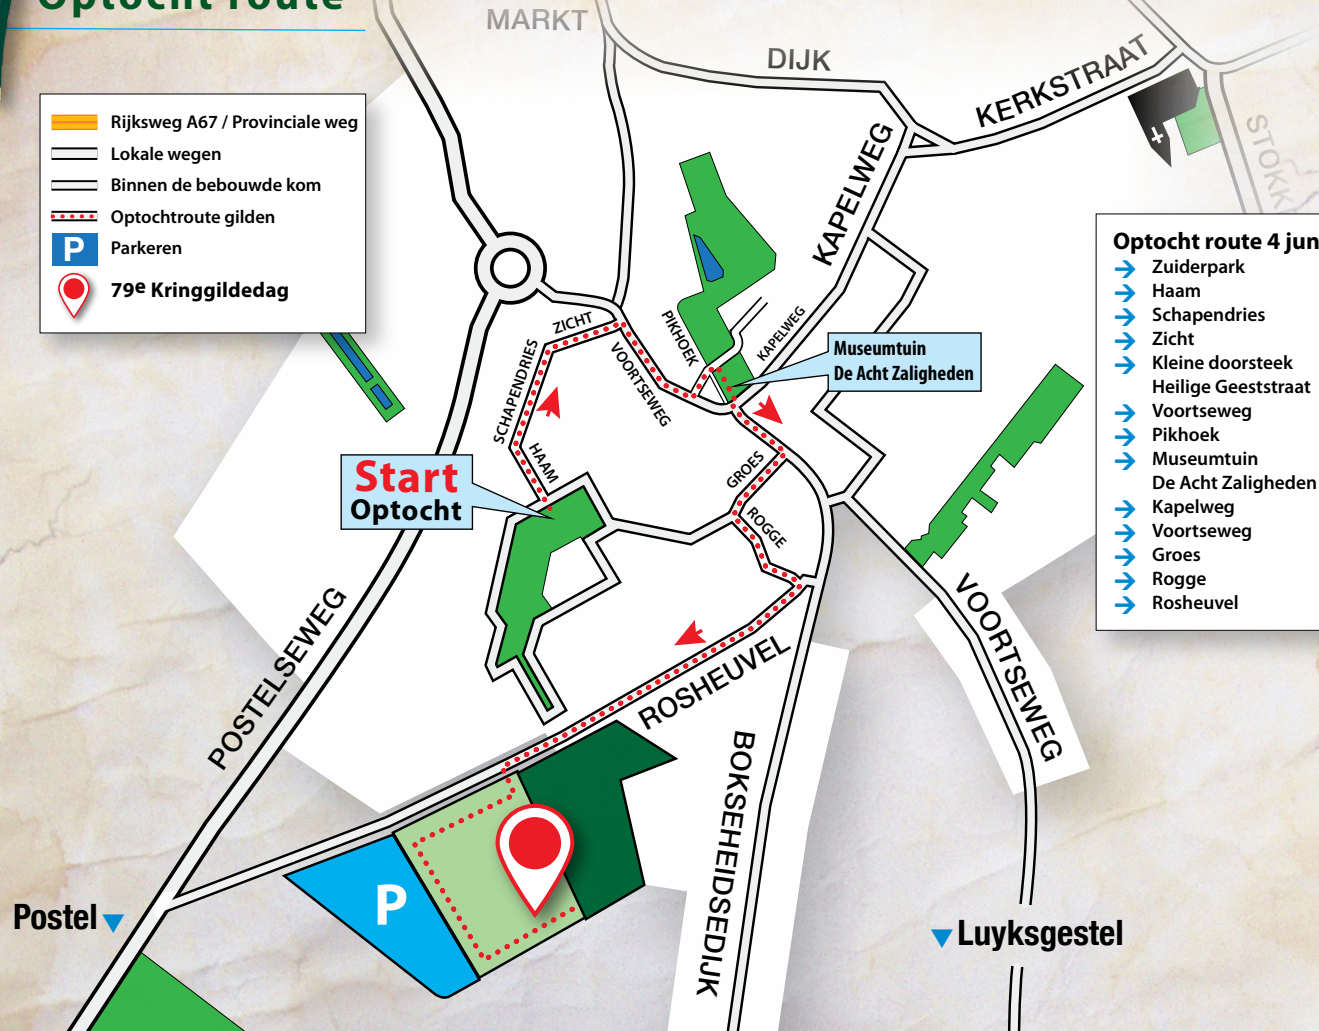 Optocht route
Rijksweg A67 / Provinciale weg
Lokale wegen
Binnen de bebouwde kom
Optochtroute gilden
P Parkeren
79e Kringgildedag
MARKT
DIJK
KERKSTRAAT
KAPELWEG
PIKHOEK
KAPELWEG
ZICHT
VOORTSEWEG
SCHAPENDRIES
HAAM
Museumtuin
De Acht Zaligheden
Start
Optocht
GROES
ROGGE
ROSHEUVEL
POSTELSEWEG
VOORTSEWEG
BOKSEHEIDSEDIJK
P
Postel
Luyksgestel
Optocht route 4 jun
Zuiderpark
Haam
Schapendries
Zicht
Kleine doorsteek
Heilige Geeststraat
Voortseweg
Pikhoek
Museumtuin
De Acht Zaligheden
Kapelweg
Voortseweg
Groes
Rogge
Rosheuvel